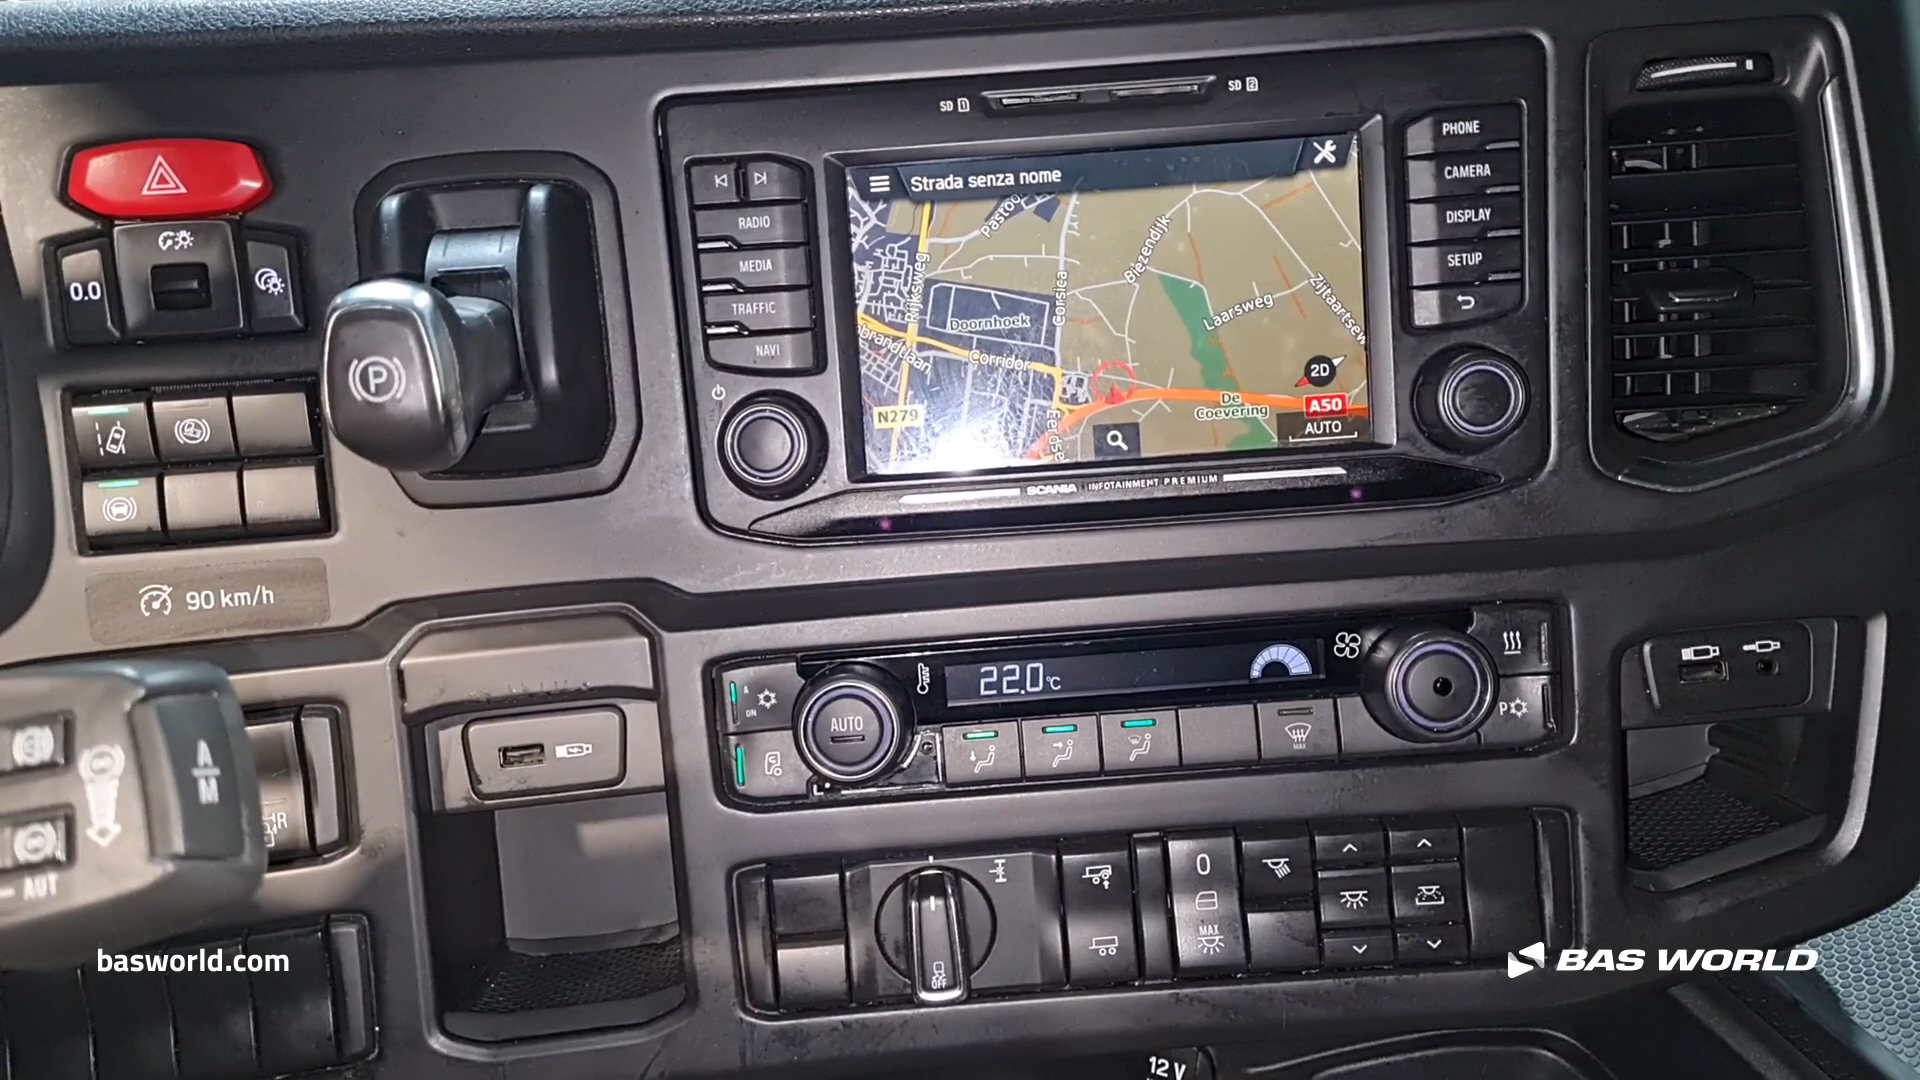 SD 1
SD 2
PHONE
CAMERA
DISPLAY
SETUP
RADIO
MEDIA
TRAFFIC
NAVI
Strada senza nome
Rijksweg
Corsica
Biezendijk
Laarsweg
Doornhoek
Corridor
N279
De
Coevering
2D
A50
AUTO
SCANIA INFOTAINMENT PREMIUM
0.0
P
90 km/h
22.0°C
A
ON
AUTO
MAX
P
A
M
R
AUT
0
MAX
OFF
12 V
basworld.com
BAS WORLD